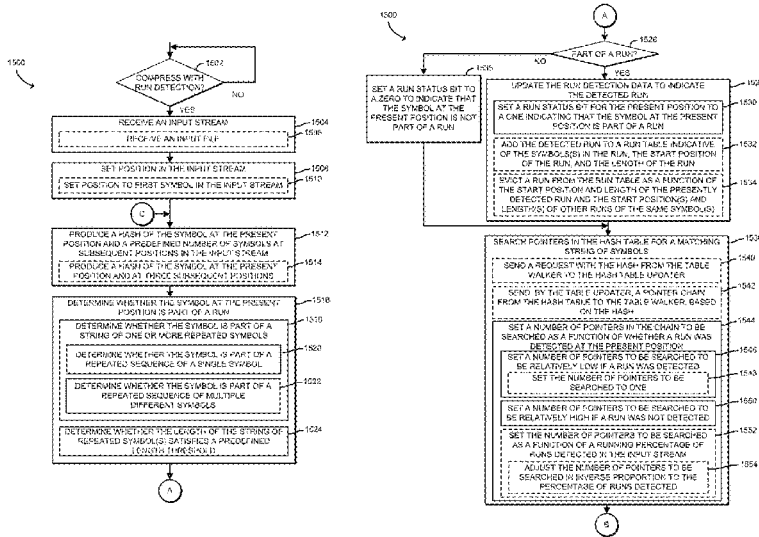 1500
1502
COMPRESS WITH
RUN DETECTION?
NO
YES
RECEIVE AN INPUT STREAM
1504
RECEIVE AN INPUT FILE
1506
SET POSITION IN THE INPUT STREAM
1508
SET POSITION TO FIRST SYMBOL IN THE INPUT STREAM
1510
C
PRODUCE A HASH OF THE SYMBOL AT THE PRESENT
POSITION AND A PREDEFINED NUMBER OF SYMBOLS AT
SUBSEQUENT POSITIONS IN THE INPUT STREAM
1512
PRODUCE A HASH OF THE SYMBOL AT THE PRESENT
POSITION AND AT THREE SUBSEQUENT POSITIONS
1514
DETERMINE WHETHER THE SYMBOL AT THE PRESENT
POSITION IS PART OF A RUN
1516
DETERMINE WHETHER THE SYMBOL IS PART OF A
STRING OF ONE OR MORE REPEATED SYMBOLS
1518
DETERMINE WHETHER THE SYMBOL IS PART OF A
REPEATED SEQUENCE OF A SINGLE SYMBOL
1520
DETERMINE WHETHER THE SYMBOL IS PART OF A
REPEATED SEQUENCE OF MULTIPLE
DIFFERENT SYMBOLS
1522
DETERMINE WHETHER THE LENGTH OF THE STRING OF
REPEATED SYMBOL(S) SATISFIES A PREDEFINED
LENGTH THRESHOLD
1524
A
1500
A
1526
PART OF A RUN?
NO
YES
1536
SET A RUN STATUS BIT TO
A ZERO TO INDICATE THAT
THE SYMBOL AT THE
PRESENT POSITION IS NOT
PART OF A RUN
UPDATE THE RUN DETECTION DATA TO INDICATE
THE DETECTED RUN
1528
SET A RUN STATUS BIT FOR THE PRESENT POSITION TO
A ONE INDICATING THAT THE SYMBOL AT THE
PRESENT POSITION IS PART OF A RUN
1530
ADD THE DETECTED RUN TO A RUN TABLE INDICATIVE
OF THE SYMBOLS(S) IN THE RUN, THE START POSITION
OF THE RUN, AND THE LENGTH OF THE RUN
1532
EVICT A RUN FROM THE RUN TABLE AS A FUNCTION OF
THE START POSITION AND LENGTH OF THE PRESENTLY
DETECTED RUN AND THE START POSITION(S) AND
LENGTH(S) OF OTHER RUNS OF THE SAME SYMBOL(S)
1534
SEARCH POINTERS IN THE HASH TABLE FOR A MATCHING
STRING OF SYMBOLS
1538
SEND A REQUEST WITH THE HASH FROM THE TABLE
WALKER TO THE HASH TABLE UPDATER
1540
SEND, BY THE TABLE UPDATER, A POINTER CHAIN
FROM THE HASH TABLE TO THE TABLE WALKER, BASED
ON THE HASH
1542
SET A NUMBER OF POINTERS IN THE CHAIN TO BE
SEARCHED AS A FUNCTION OF WHETHER A RUN WAS
DETECTED AT THE PRESENT POSITION
1544
SET A NUMBER OF POINTERS TO BE SEARCHED TO
BE RELATIVELY LOW IF A RUN WAS DETECTED
1546
SET THE NUMBER OF POINTERS TO BE
SEARCHED TO ONE
1548
SET A NUMBER OF POINTERS TO BE SEARCHED TO
BE RELATIVELY HIGH IF A RUN WAS NOT DETECTED
1550
SET THE NUMBER OF POINTERS TO BE SEARCHED
AS A FUNCTION OF A RUNNING PERCENTAGE OF
RUNS DETECTED IN THE INPUT STREAM
1552
ADJUST THE NUMBER OF POINTERS TO BE
SEARCHED IN INVERSE PROPORTION TO THE
PERCENTAGE OF RUNS DETECTED
1554
B